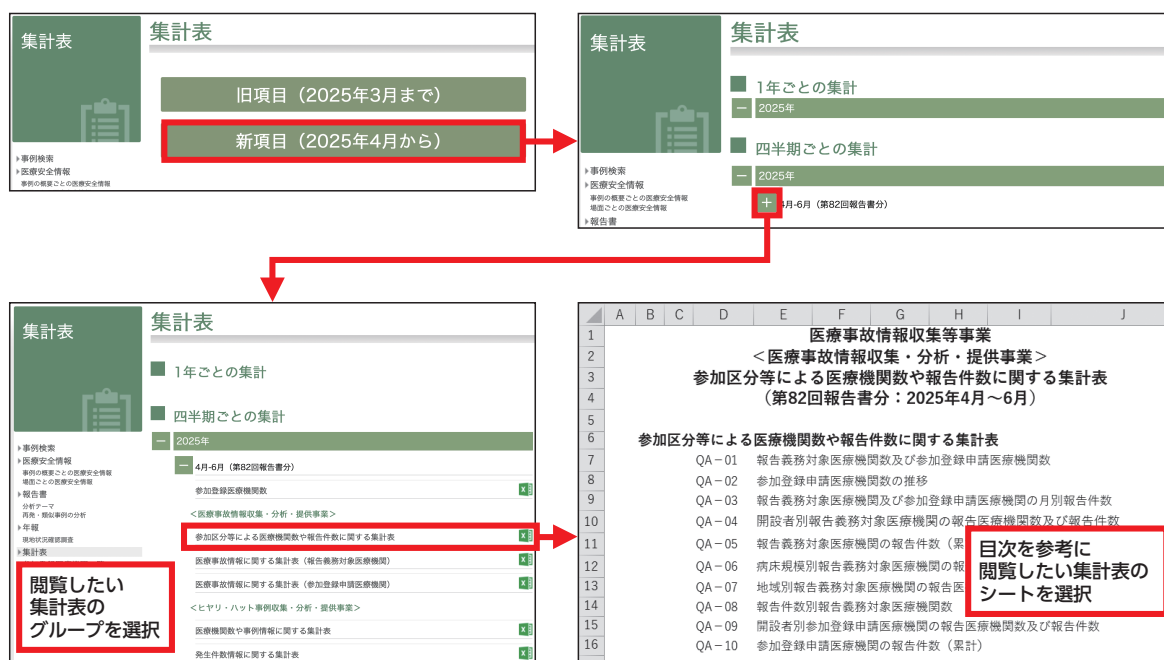 集計表
集計表
旧項目（2025年3月まで）
新項目（2025年4月から）
事例検索
医療安全情報
事例の概要ごとの医療安全情報
集計表
集計表
1年ごとの集計
2025年
四半期ごとの集計
2025年
4月-6月（第82回報告書分）
事例検索
医療安全情報
事例の概要ごとの医療安全情報
場面ごとの医療安全情報
報告書
集計表
集計表
1年ごとの集計
四半期ごとの集計
2025年
4月-6月（第82回報告書分）
参加登録医療機関数
＜医療事故情報収集・分析・提供事業＞
参加区分等による医療機関数や報告件数に関する集計表
医療事故情報に関する集計表（報告義務対象医療機関）
医療事故情報に関する集計表（参加登録申請医療機関）
＜ヒヤリ・ハット事例収集・分析・提供事業＞
医療機関数や事例情報に関する集計表
発生件数情報に関する集計表
事例検索
医療安全情報
事例の概要ごとの医療安全情報
場面ごとの医療安全情報
報告書
分析テーマ
再発・類似事例の分析
年報
現地状況確認調査
集計表
閲覧したい
集計表の
グループを選択
A B C D E F G H I J
1 医療事故情報収集等事業
2 ＜医療事故情報収集・分析・提供事業＞
3 参加区分等による医療機関数や報告件数に関する集計表
4 （第82回報告書分：2025年4月～6月）
5
6 参加区分等による医療機関数や報告件数に関する集計表
7 QA－01 報告義務対象医療機関数及び参加登録申請医療機関数
8 QA－02 参加登録申請医療機関数の推移
9 QA－03 報告義務対象医療機関及び参加登録申請医療機関の月別報告件数
10 QA－04 開設者別報告義務対象医療機関の報告医療機関数及び報告件数
11 QA－05 報告義務対象医療機関の報告件数（累
12 QA－06 病床規模別報告義務対象医療機関の報
13 QA－07 地域別報告義務対象医療機関の報告医
14 QA－08 報告件数別報告義務対象医療機関数
15 QA－09 開設者別参加登録申請医療機関の報告医療機関数及び報告件数
16 QA－10 参加登録申請医療機関の報告件数（累計）
目次を参考に
閲覧したい集計表の
シートを選択